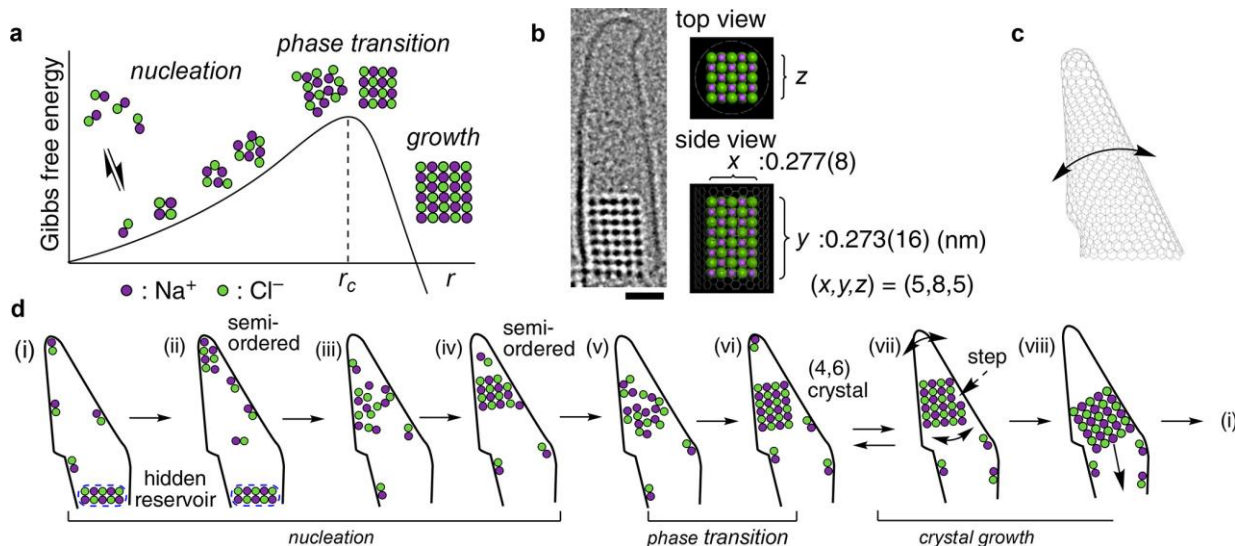 a
Gibbs free energy
nucleation
phase transition
growth
r_c
r
: Na⁺ : Cl⁻
b
top view
z
side view
x :0.277(8)
y :0.273(16) (nm)
(x,y,z) = (5,8,5)
c
d
(i)
hidden
reservoir
(ii)
semi-
ordered
(iii)
(iv)
semi-
ordered
(v)
(vi)
(4,6)
crystal
(vii)
step
(viii)
(i)
nucleation
phase transition
crystal growth